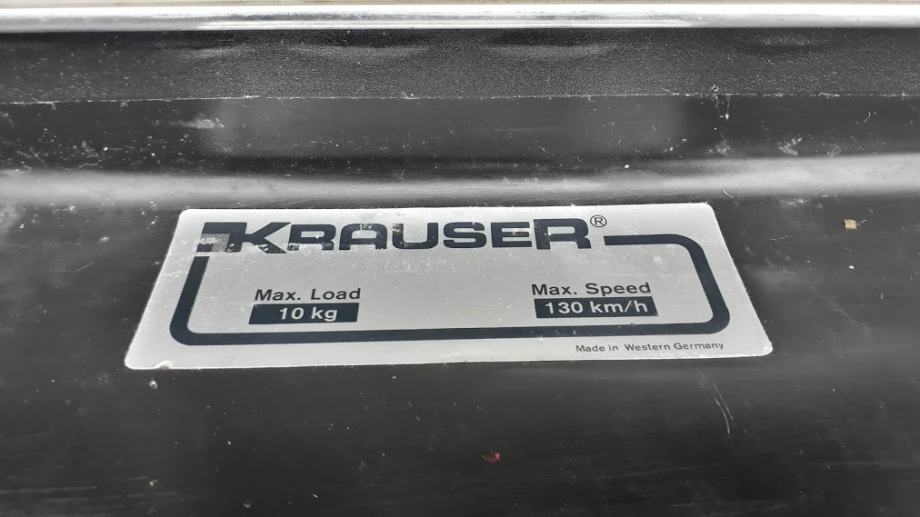 KRAUSER®
Max. Load
10 kg
Max. Speed
130 km/h
Made in Western Germany